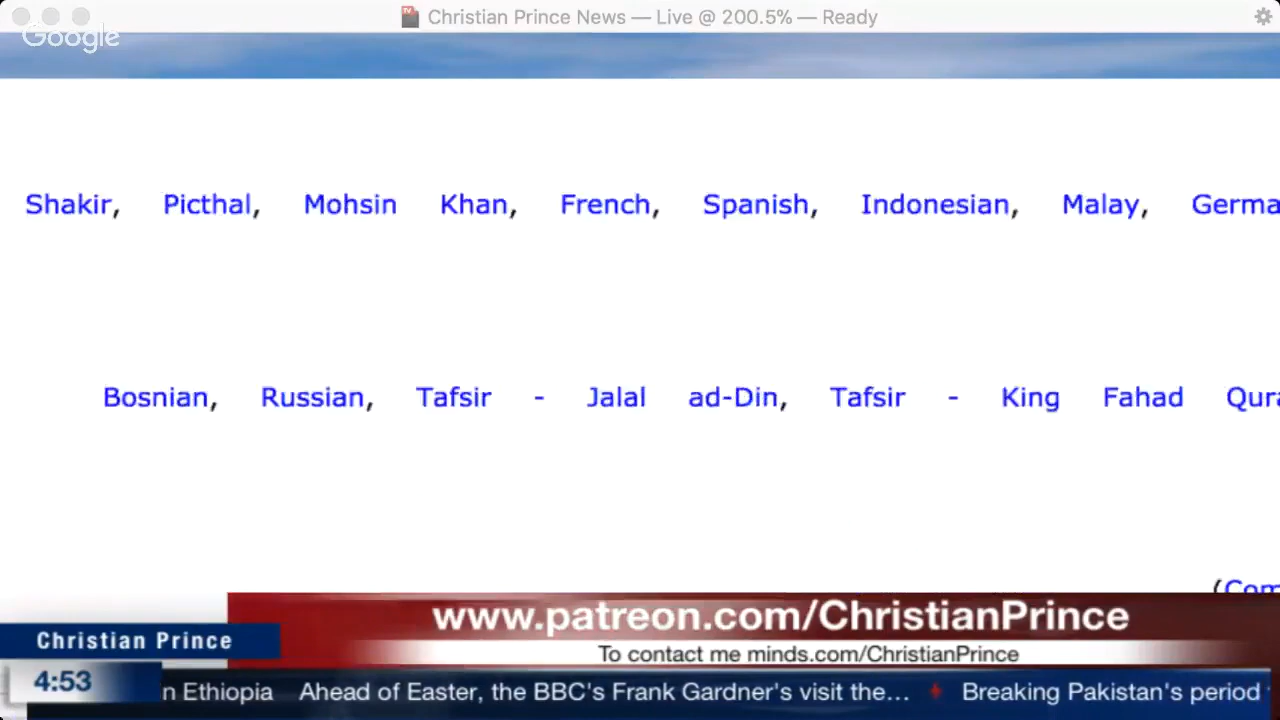 Christian Prince News — Live @ 200.5% — Ready
Google
Shakir, Picthal, Mohsin Khan, French, Spanish, Indonesian, Malay, Germa
Bosnian, Russian, Tafsir - Jalal ad-Din, Tafsir - King Fahad Qura
(Com
www.patreon.com/ChristianPrince
To contact me minds.com/ChristianPrince
Christian Prince
4:53
n Ethiopia Ahead of Easter, the BBC's Frank Gardner's visit the... Breaking Pakistan's period